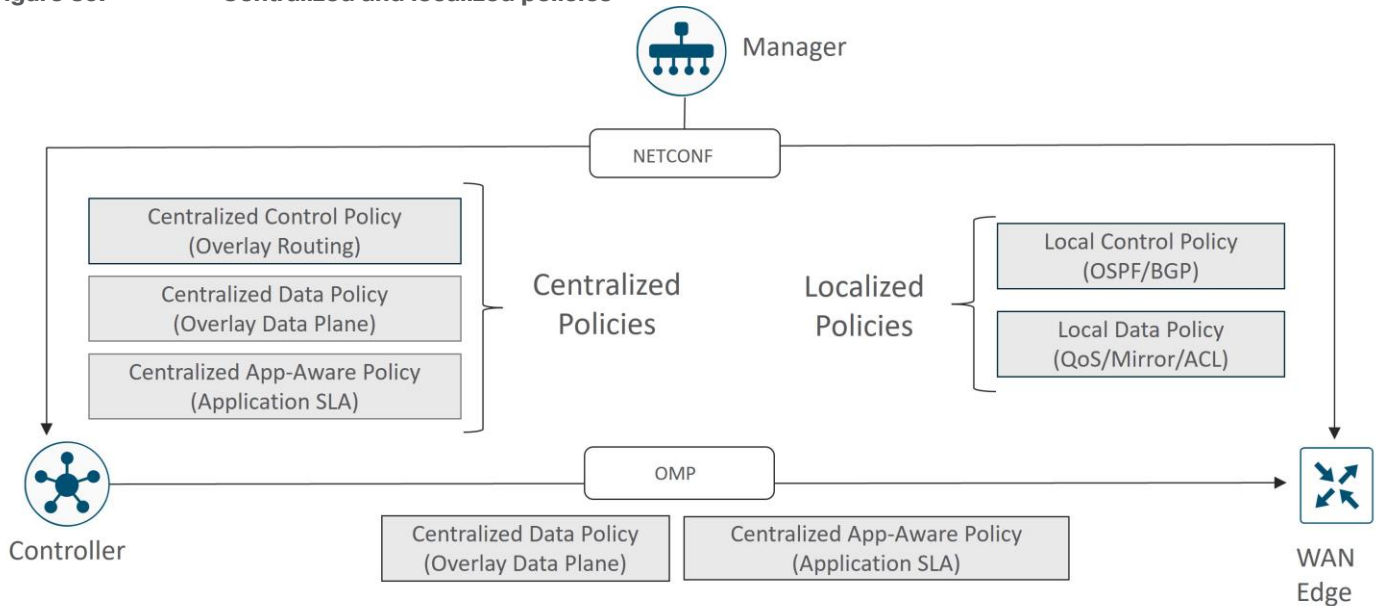 Manager
NETCONF
Centralized Control Policy
(Overlay Routing)
Centralized Data Policy
(Overlay Data Plane)
Centralized App-Aware Policy
(Application SLA)
Centralized
Policies
Localized
Policies
Local Control Policy
(OSPF/BGP)
Local Data Policy
(QoS/Mirror/ACL)
OMP
Controller
Centralized Data Policy
(Overlay Data Plane)
Centralized App-Aware Policy
(Application SLA)
WAN
Edge